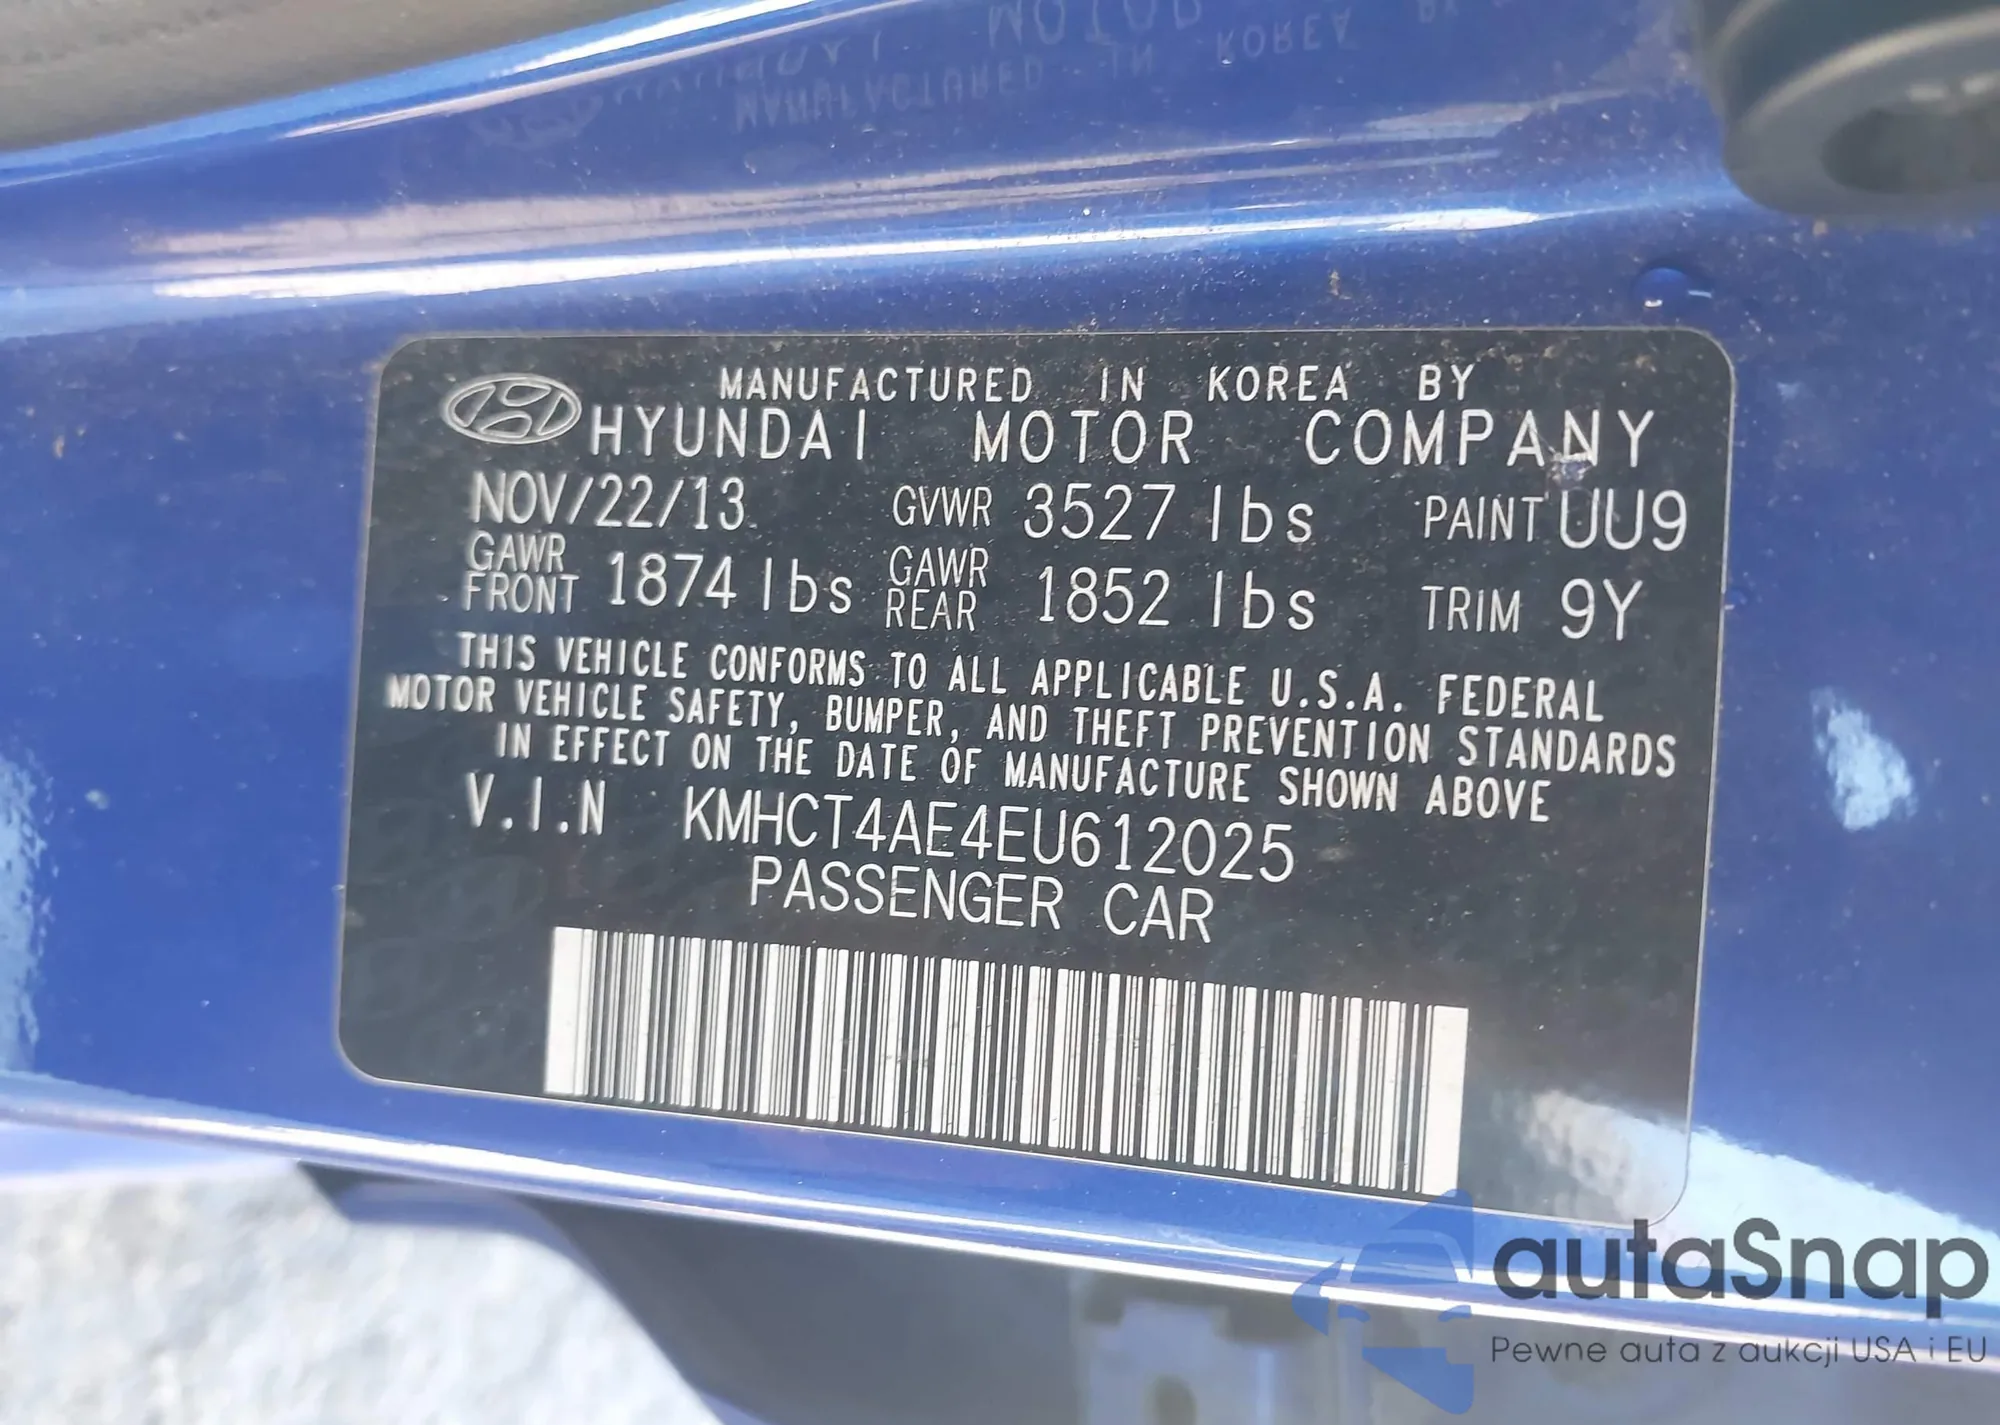 MANUFACTURED IN KOREA BY
HYUNDAI MOTOR COMPANY
NOV/22/13 GVWR 3527 lbs PAINT UU9
GAWR FRONT 1874 lbs GAWR REAR 1852 lbs TRIM 9Y
THIS VEHICLE CONFORMS TO ALL APPLICABLE U.S.A. FEDERAL
MOTOR VEHICLE SAFETY, BUMPER, AND THEFT PREVENTION STANDARDS
IN EFFECT ON THE DATE OF MANUFACTURE SHOWN ABOVE
V.I.N KMHCT4AE4EU612025
PASSENGER CAR
autaSnap
Pewne auta z aukcji USA i EU